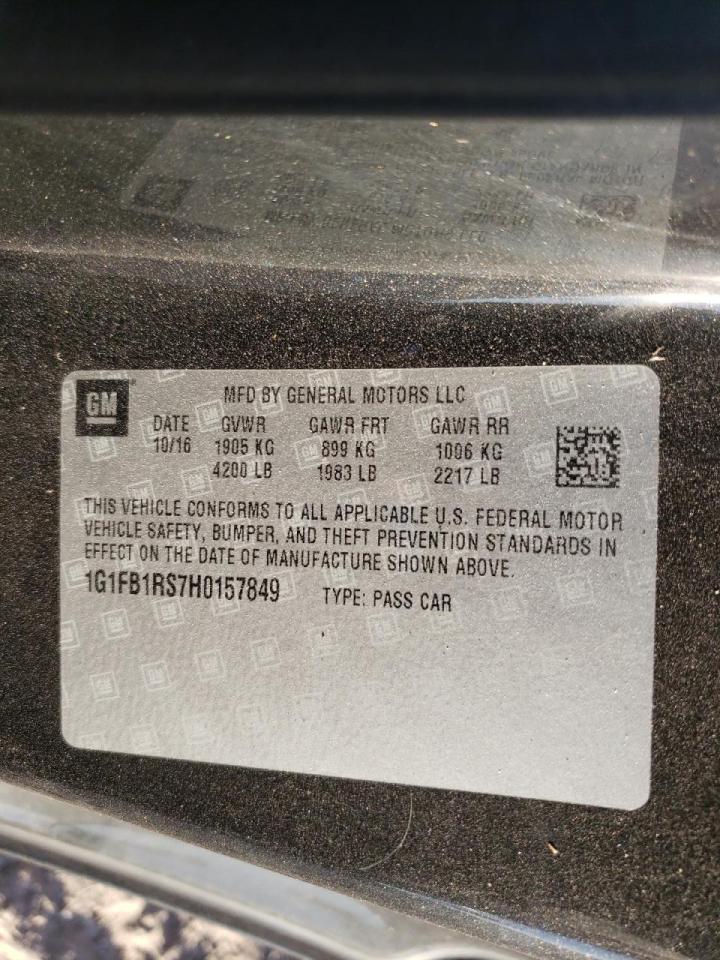 GM
MFD BY GENERAL MOTORS LLC
DATE GVWR GAWR FRT GAWR RR
10/16 1905 KG 899 KG 1006 KG
4200 LB 1983 LB 2217 LB
THIS VEHICLE CONFORMS TO ALL APPLICABLE U.S. FEDERAL MOTOR
VEHICLE SAFETY, BUMPER, AND THEFT PREVENTION STANDARDS IN
EFFECT ON THE DATE OF MANUFACTURE SHOWN ABOVE.
1G1FB1RS7H0157849 TYPE: PASS CAR